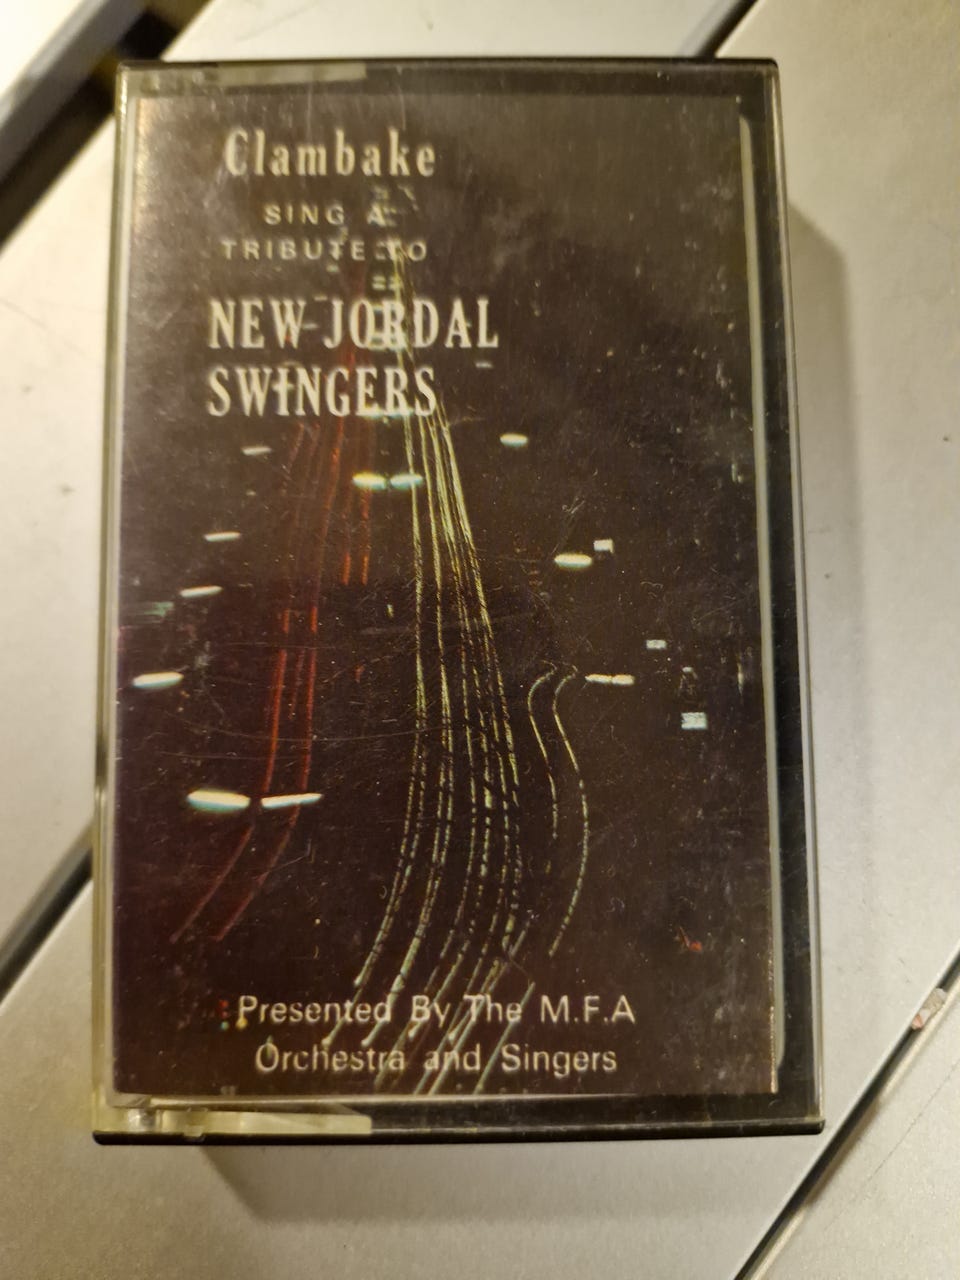 Clambake
SING A
TRIBUTE TO
NEW JORDAL
SWINGERS
Presented By The M.F.A
Orchestra and Singers